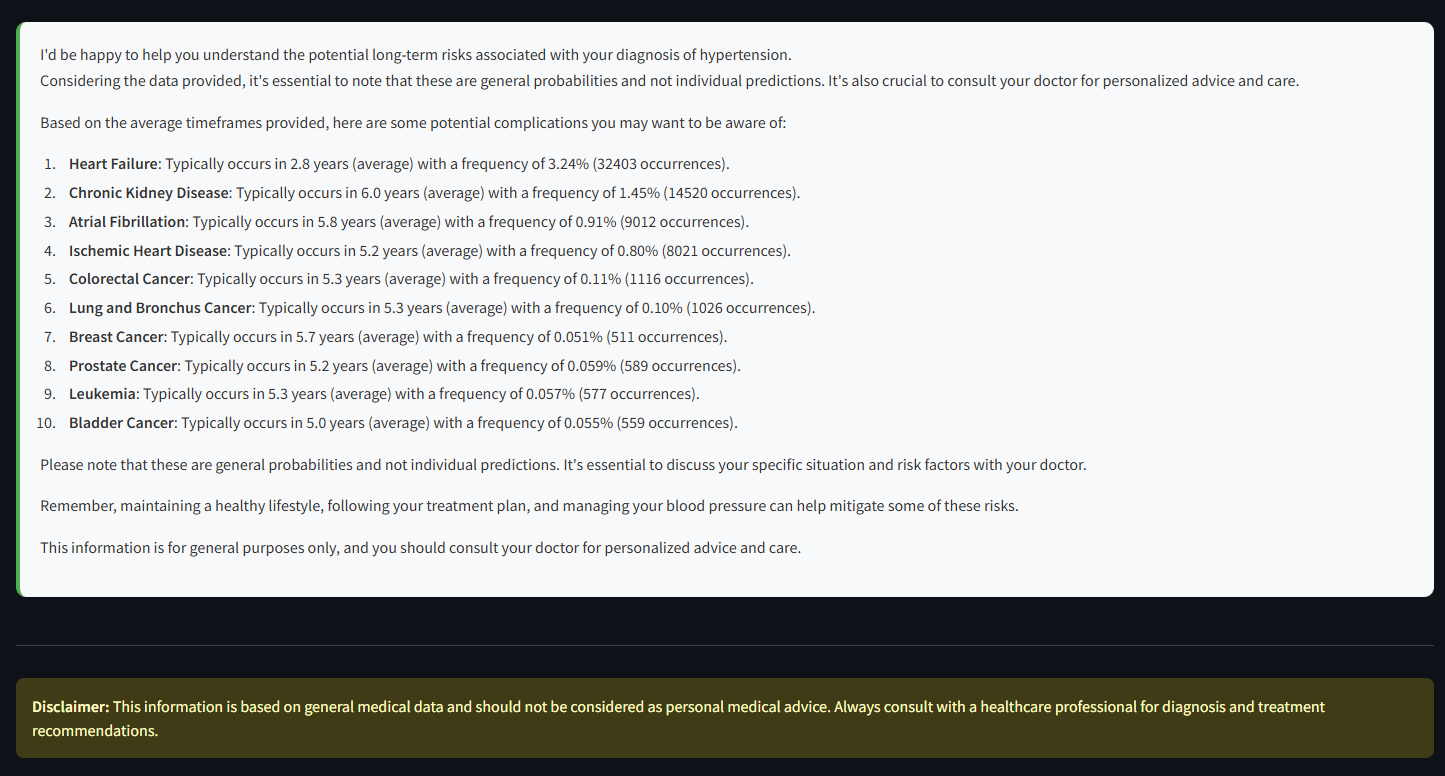 I'd be happy to help you understand the potential long-term risks associated with your diagnosis of hypertension.
Considering the data provided, it's essential to note that these are general probabilities and not individual predictions. It's also crucial to consult your doctor for personalized advice and care.
Based on the average timeframes provided, here are some potential complications you may want to be aware of:
1. Heart Failure: Typically occurs in 2.8 years (average) with a frequency of 3.24% (32403 occurrences).
2. Chronic Kidney Disease: Typically occurs in 6.0 years (average) with a frequency of 1.45% (14520 occurrences).
3. Atrial Fibrillation: Typically occurs in 5.8 years (average) with a frequency of 0.91% (9012 occurrences).
4. Ischemic Heart Disease: Typically occurs in 5.2 years (average) with a frequency of 0.80% (8021 occurrences).
5. Colorectal Cancer: Typically occurs in 5.3 years (average) with a frequency of 0.11% (1116 occurrences).
6. Lung and Bronchus Cancer: Typically occurs in 5.3 years (average) with a frequency of 0.10% (1026 occurrences).
7. Breast Cancer: Typically occurs in 5.7 years (average) with a frequency of 0.051% (511 occurrences).
8. Prostate Cancer: Typically occurs in 5.2 years (average) with a frequency of 0.059% (589 occurrences).
9. Leukemia: Typically occurs in 5.3 years (average) with a frequency of 0.057% (577 occurrences).
10. Bladder Cancer: Typically occurs in 5.0 years (average) with a frequency of 0.055% (559 occurrences).
Please note that these are general probabilities and not individual predictions. It's essential to discuss your specific situation and risk factors with your doctor.
Remember, maintaining a healthy lifestyle, following your treatment plan, and managing your blood pressure can help mitigate some of these risks.
This information is for general purposes only, and you should consult your doctor for personalized advice and care.
Disclaimer: This information is based on general medical data and should not be considered as personal medical advice. Always consult with a healthcare professional for diagnosis and treatment
recommendations.